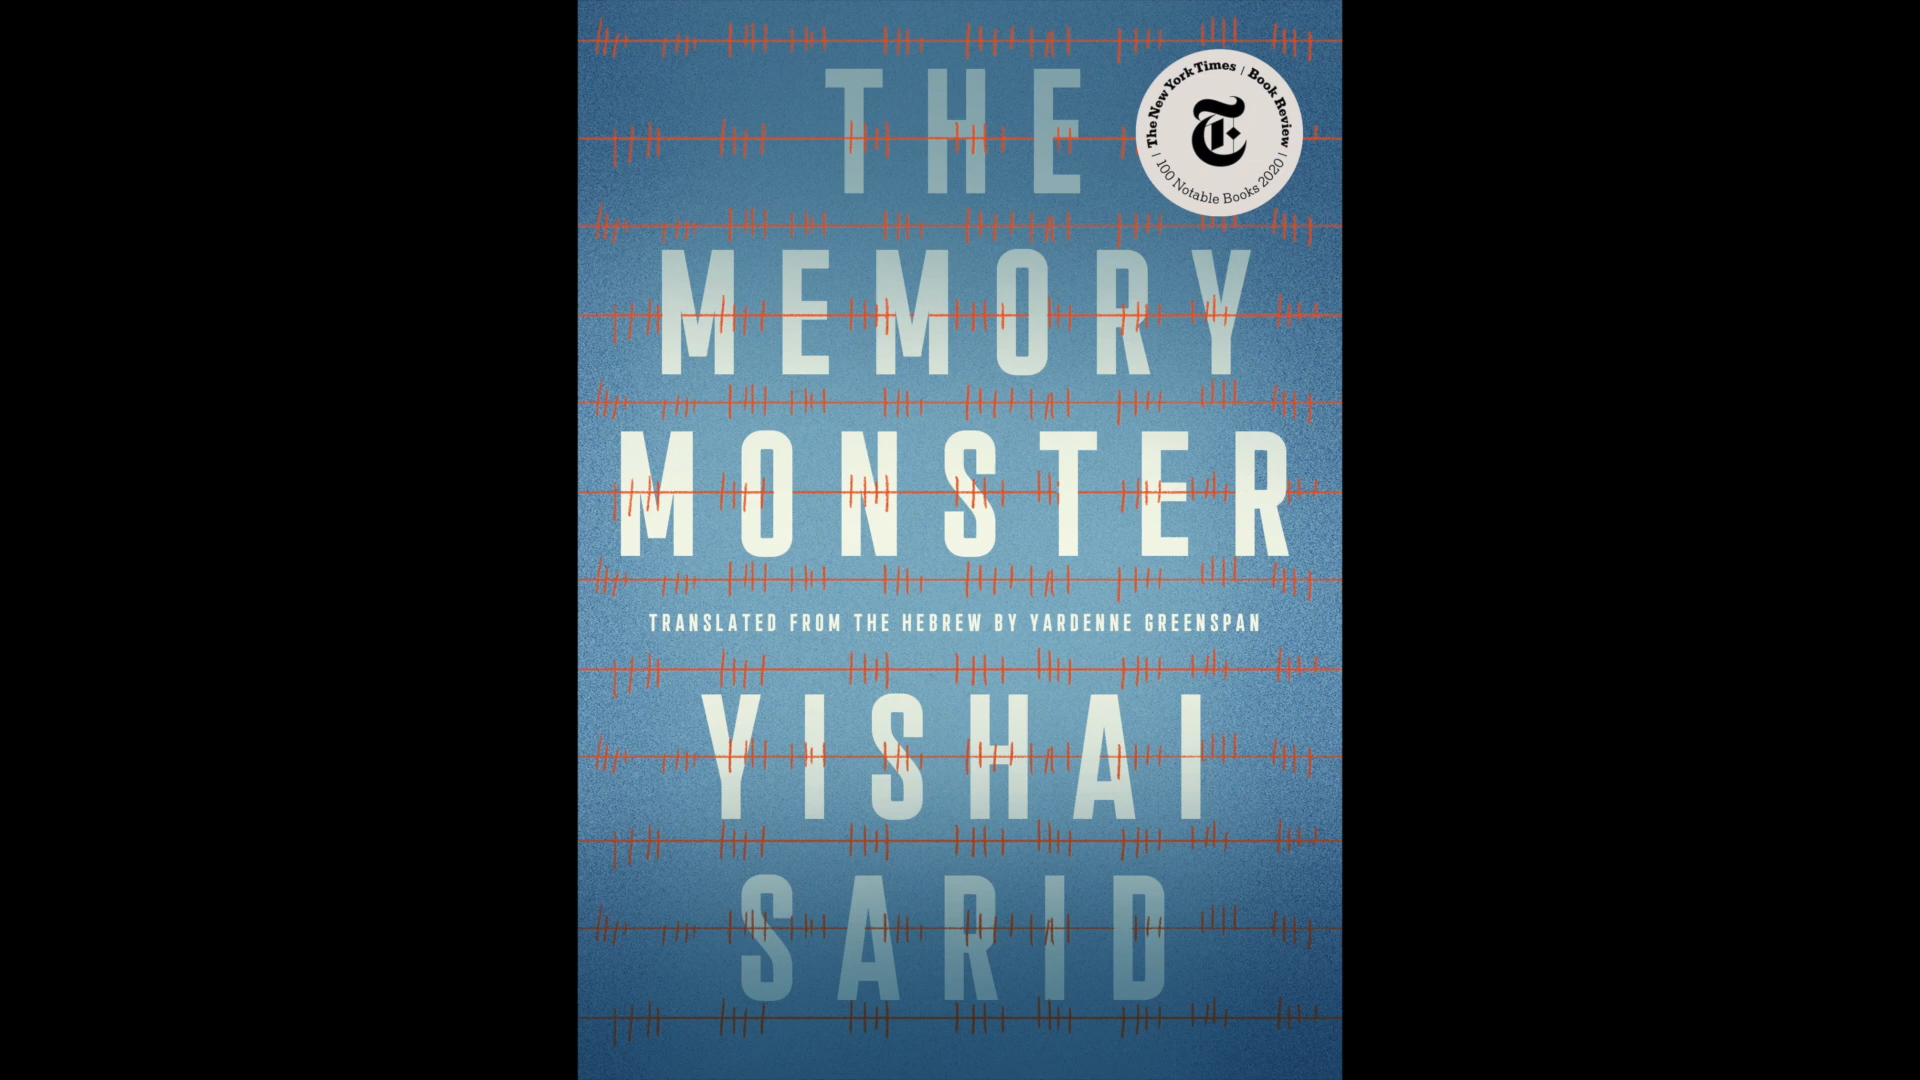 THE
The New York Times | Book Review
| 100 Notable Books 2020 |
MEMORY
MONSTER
TRANSLATED FROM THE HEBREW BY YARDENNE GREENSPAN
YISHAI
SARID